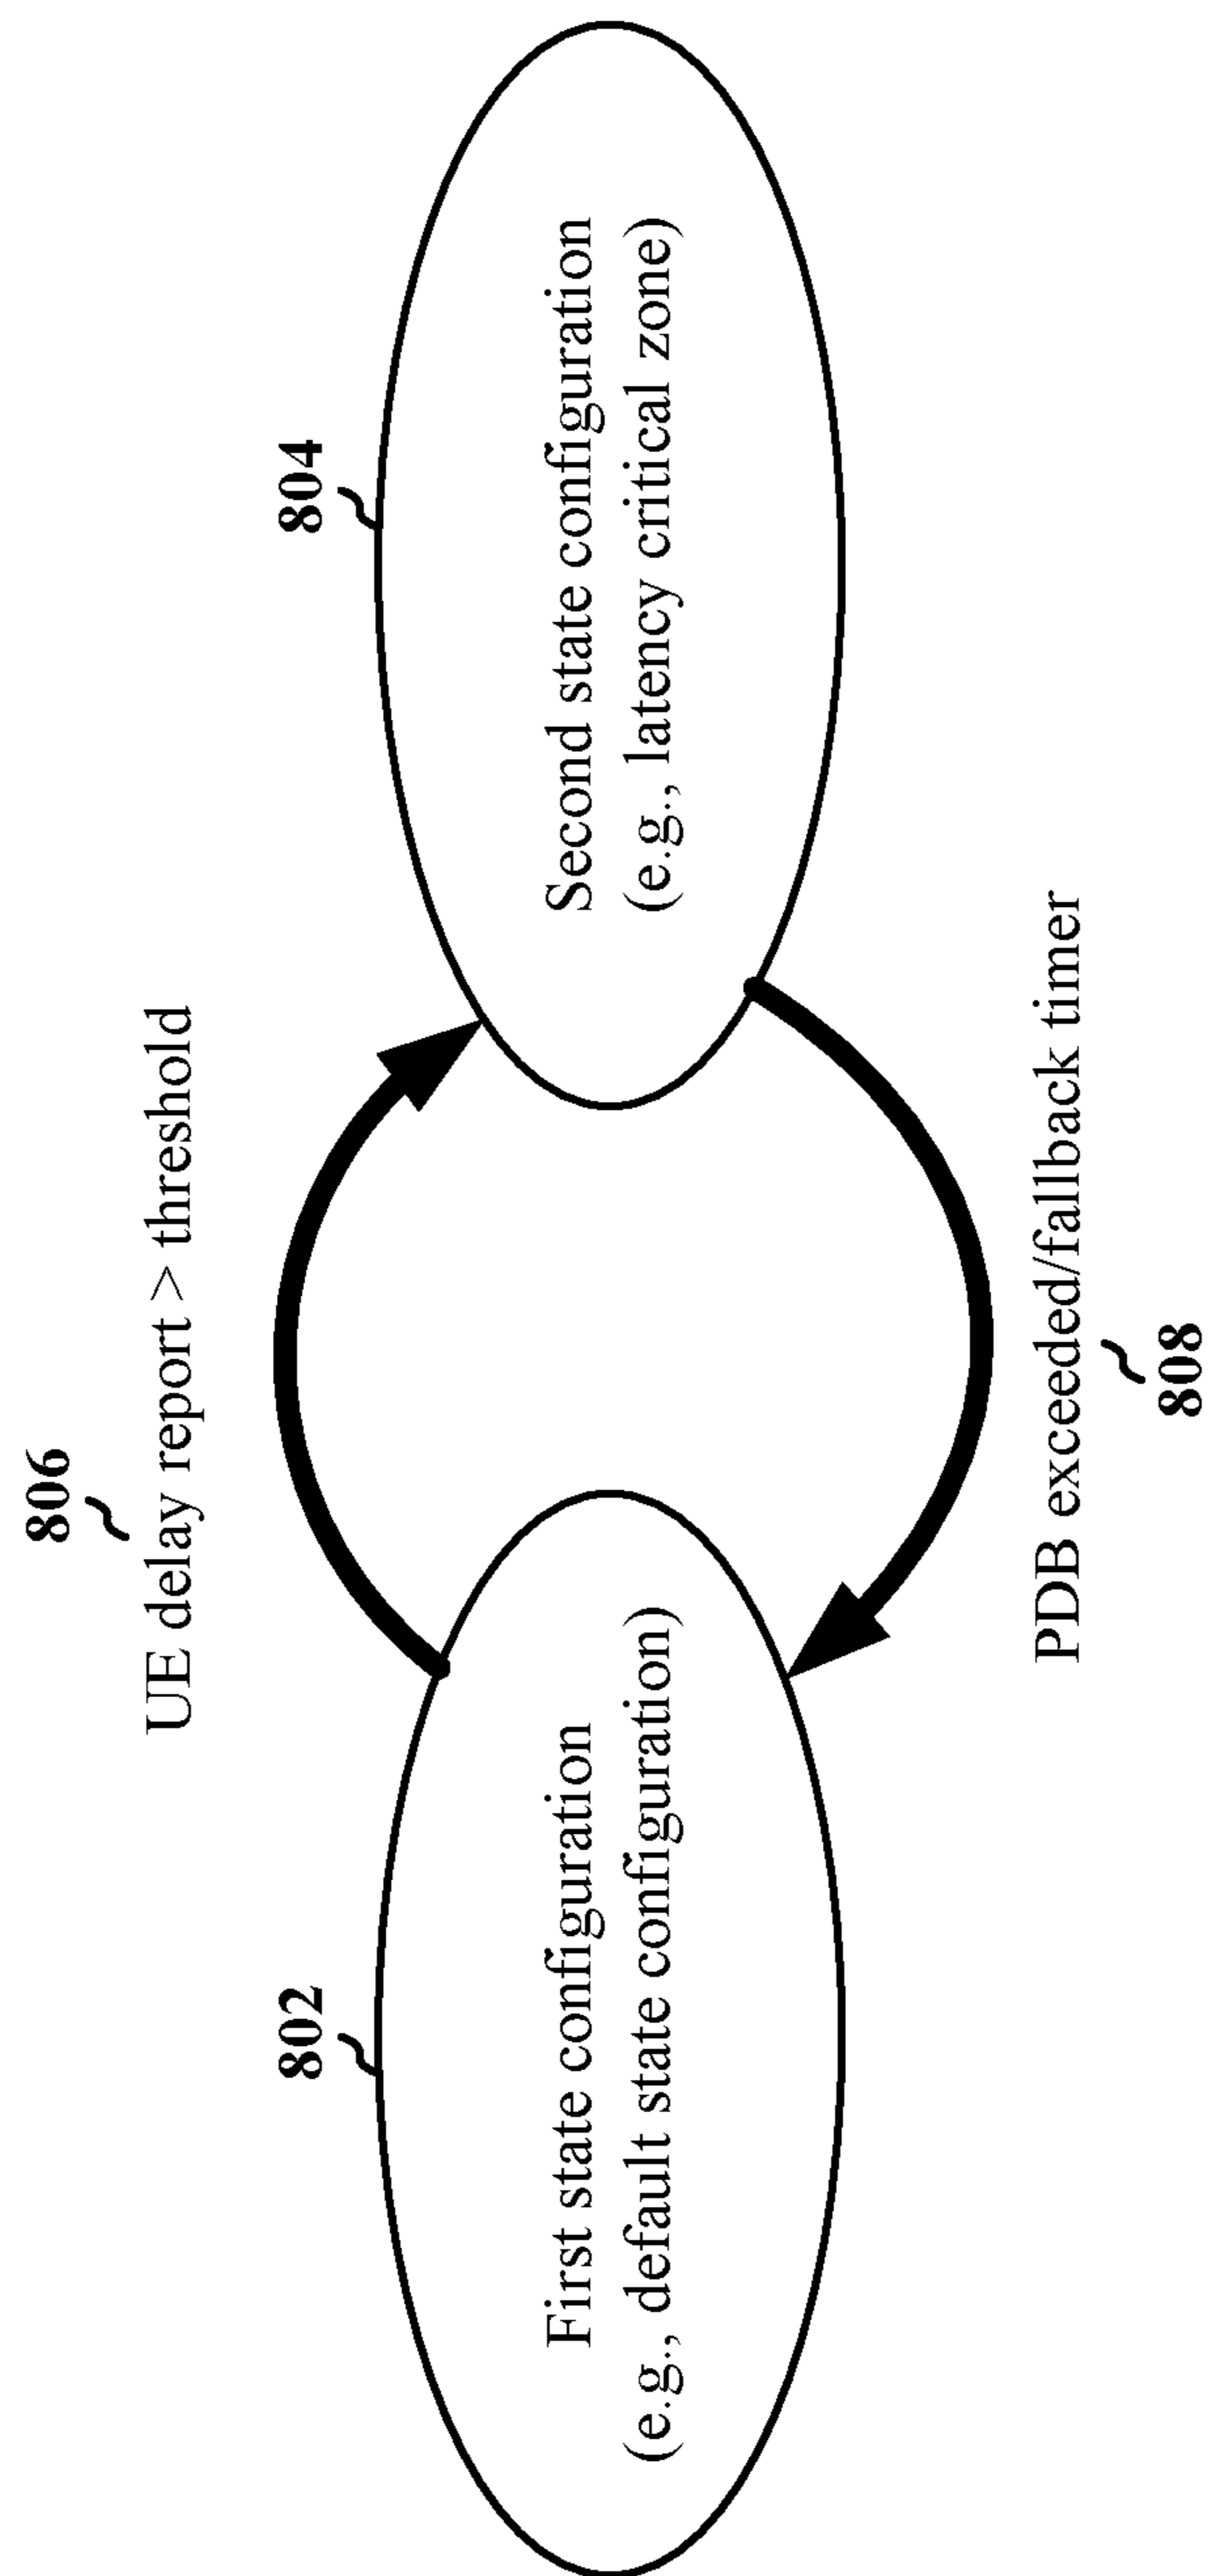 806
UE delay report > threshold
802
804
First state configuration
(e.g., default state configuration)
Second state configuration
(e.g., latency critical zone)
PDB exceeded/fallback timer
808